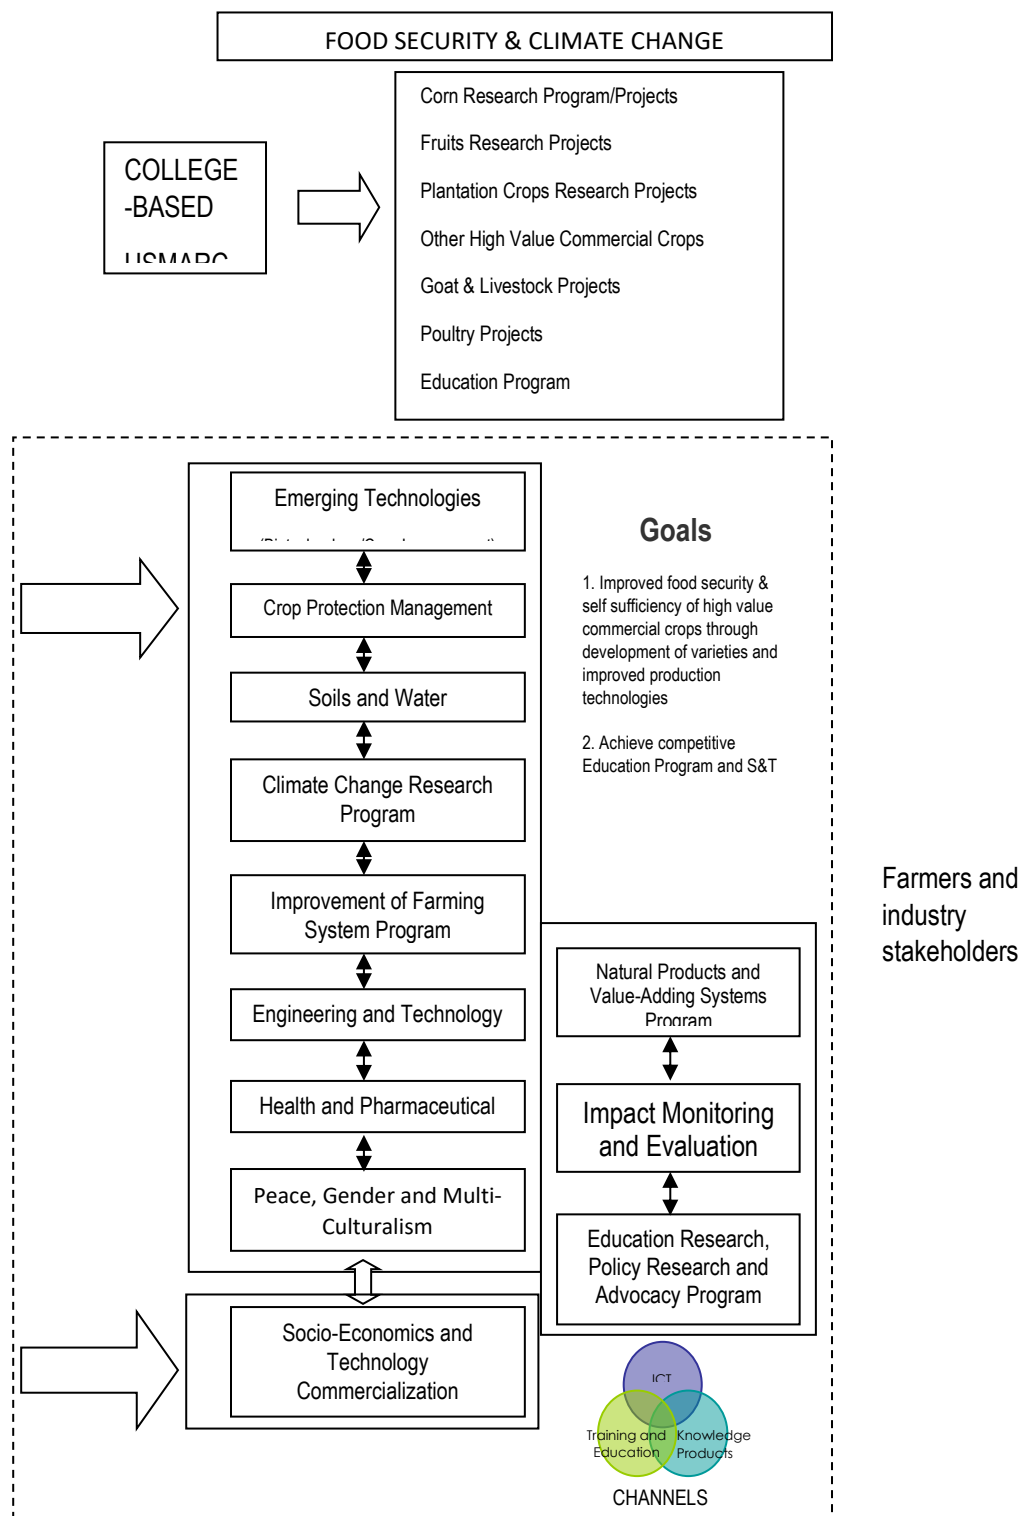 FOOD SECURITY & CLIMATE CHANGE
Corn Research Program/Projects
Fruits Research Projects
Plantation Crops Research Projects
Other High Value Commercial Crops
Goat & Livestock Projects
Poultry Projects
Education Program
COLLEGE
-BASED
USMARC
Emerging Technologies
Crop Protection Management
Soils and Water
Climate Change Research
Program
Improvement of Farming
System Program
Engineering and Technology
Health and Pharmaceutical
Peace, Gender and Multi-
Culturalism
Socio-Economics and
Technology
Commercialization
Goals
1. Improved food security &
self sufficiency of high value
commercial crops through
development of varieties and
improved production
technologies
2. Achieve competitive
Education Program and S&T
Natural Products and
Value-Adding Systems
Program
Impact Monitoring
and Evaluation
Education Research,
Policy Research and
Advocacy Program
ICT
Training and
Education
Knowledge
Products
CHANNELS
Farmers and
industry
stakeholders